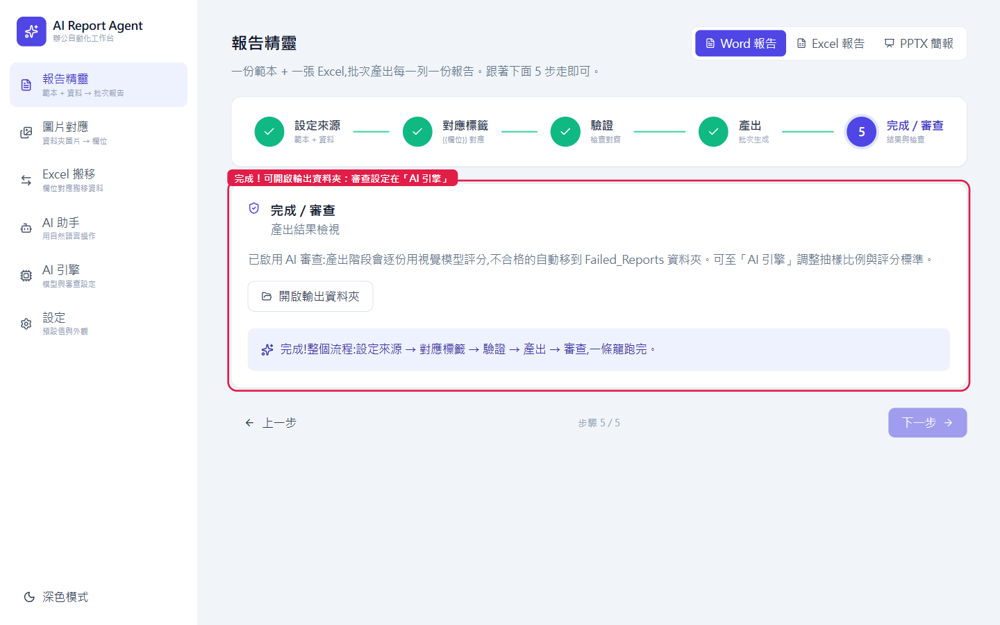 AI Report Agent
辦公自動化工作台
報告精靈
範本 + 資料 → 批次報告
圖片對應
資料夾圖片 → 欄位
Excel 搬移
欄位對應搬移資料
AI 助手
用自然語言操作
AI 引擎
模型與審查設定
設定
預設值與外觀
深色模式
報告精靈
Word 報告
Excel 報告
PPTX 簡報
一份範本 + 一張 Excel,批次產出每一列一份報告。跟著下面 5 步走即可。
設定來源
範本 + 資料
對應標籤
{{欄位}} 對應
驗證
檢查對齊
產出
批次生成
5
完成 / 審查
結果與檢查
完成！可開啟輸出資料夾；審查設定在「AI 引擎」
完成 / 審查
產出結果檢視
已啟用 AI 審查:產出階段會逐份用視覺模型評分,不合格的自動移到 Failed_Reports 資料夾。可至「AI 引擎」調整抽樣比例與評分標準。
開啟輸出資料夾
完成!整個流程:設定來源 → 對應標籤 → 驗證 → 產出 → 審查,一條龍跑完。
← 上一步
步驟 5 / 5
下一步 →